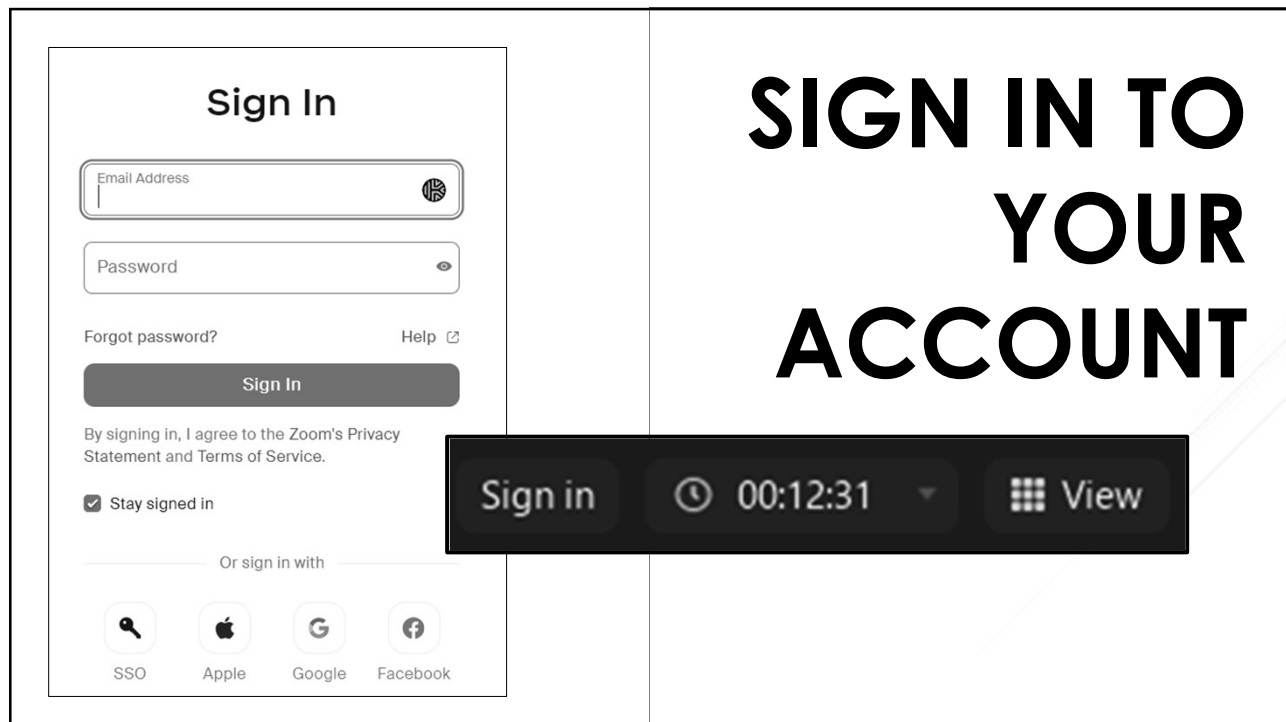 Sign In
Email Address
Password
Forgot password?
Help
Sign In
By signing in, I agree to the Zoom's Privacy
Statement and Terms of Service.
Stay signed in
Or sign in with
SSO
Apple
Google
Facebook
SIGN IN TO
YOUR
ACCOUNT
Sign in
00:12:31
View